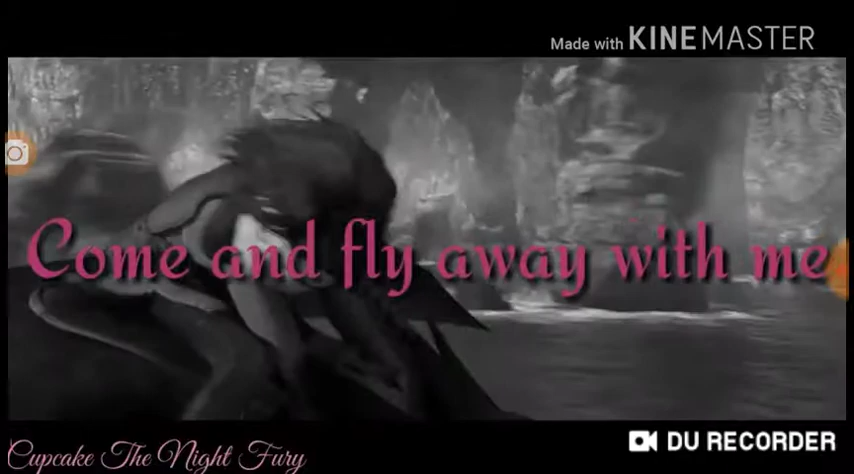 Made with KINEMASTER
Come and fly away with me
DU RECORDER
Cupcake The Night Fury